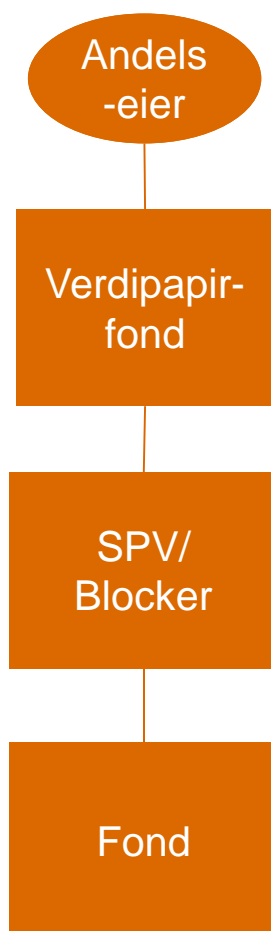 Andels
-eier
Verdipapir-
fond
SPV/
Blocker
Fond